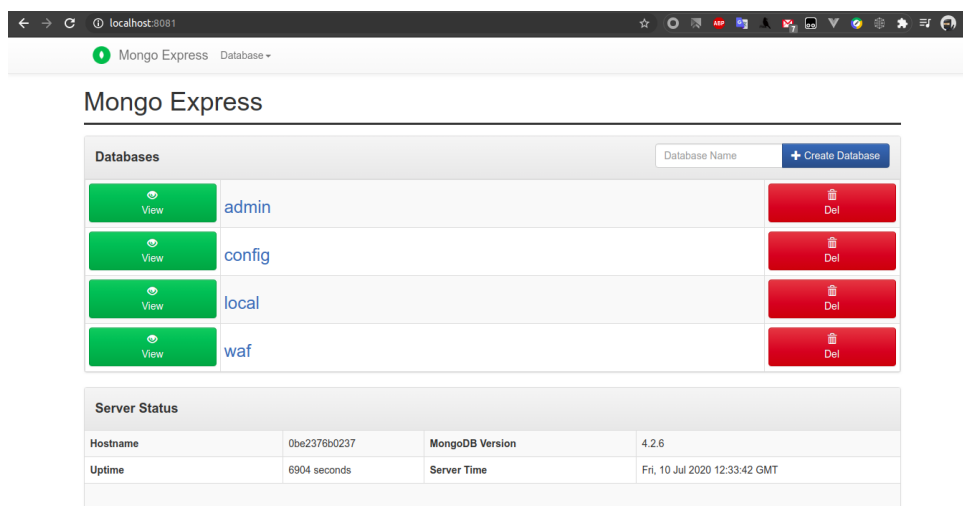 localhost:8081
ABP
7
Mongo Express Database
Mongo Express
Databases
Database Name
Create Database
View admin Del
View config Del
View local Del
View waf Del
Server Status
Hostname 0be2376b0237 MongoDB Version 4.2.6
Uptime 6904 seconds Server Time Fri, 10 Jul 2020 12:33:42 GMT